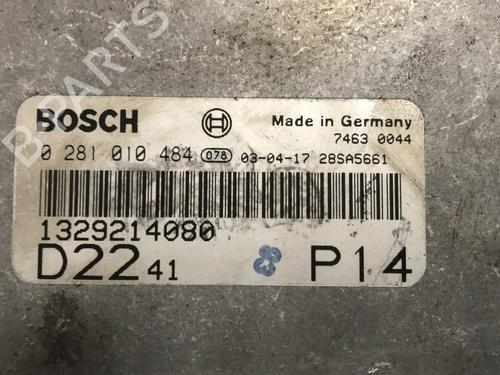 B-PARTS
BOSCH Made in Germany
7463 0044
0 281 010 484 078 03-04-17 28SA5661
1329214080
D22 41 P14